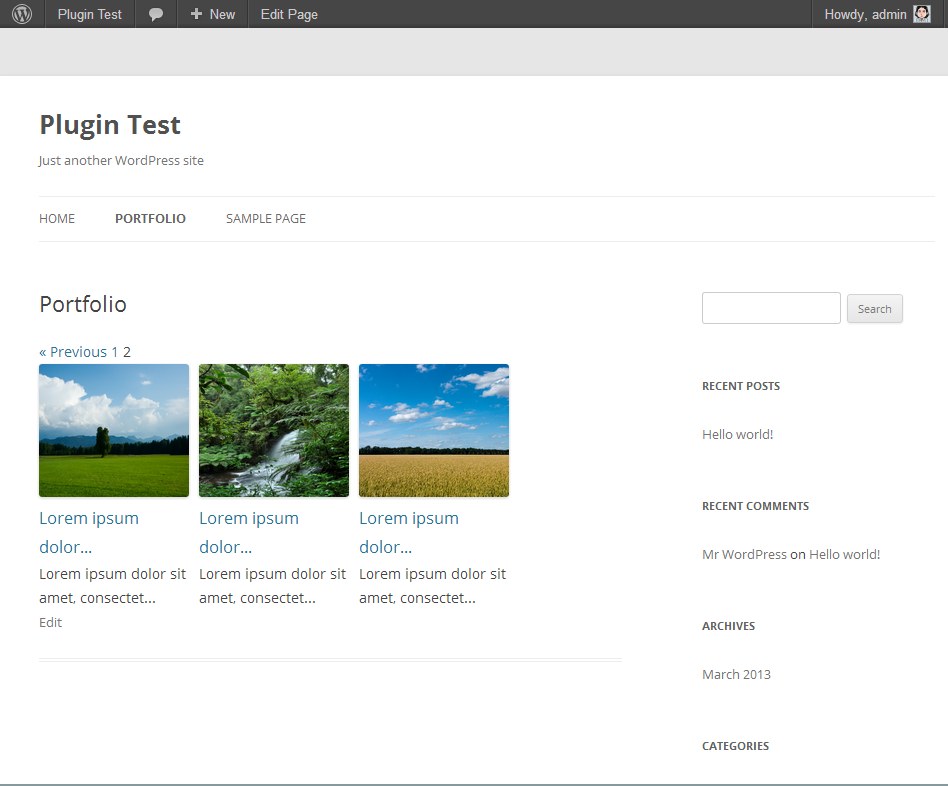 Plugin Test
New
Edit Page
Howdy, admin
Plugin Test
Just another WordPress site
HOME
PORTFOLIO
SAMPLE PAGE
Portfolio
« Previous 1 2
Lorem ipsum
dolor...
Lorem ipsum dolor sit
amet, consectet...
Lorem ipsum
dolor...
Lorem ipsum dolor sit
amet, consectet...
Lorem ipsum
dolor...
Lorem ipsum dolor sit
amet, consectet...
Edit
Search
RECENT POSTS
Hello world!
RECENT COMMENTS
Mr WordPress on Hello world!
ARCHIVES
March 2013
CATEGORIES